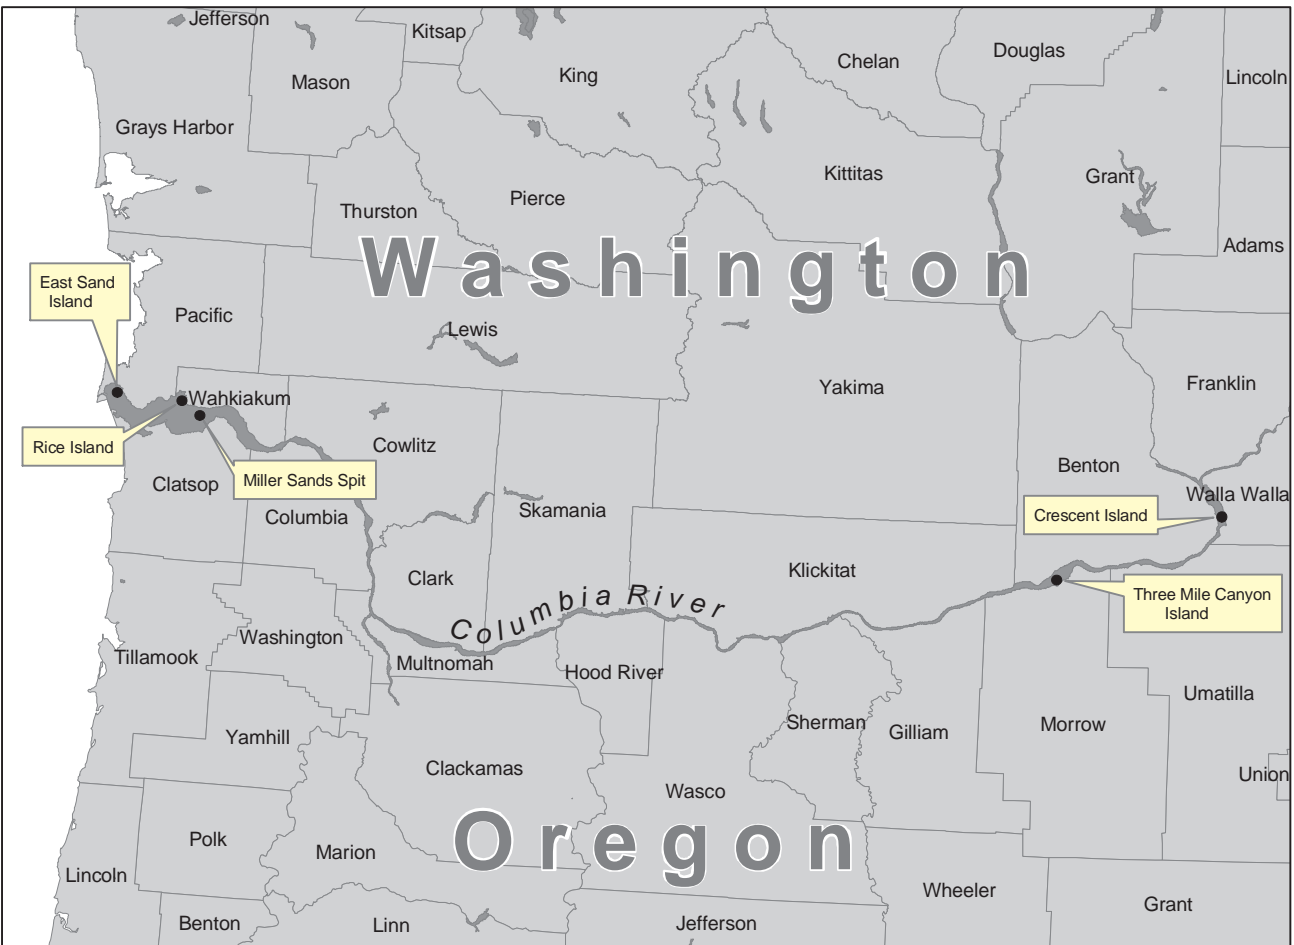 Jefferson
Kitsap
Mason
King
Chelan
Douglas
Lincoln
Grays Harbor
Kittitas
Grant
Pierce
Thurston
Adams
Washington
East Sand
Island
Pacific
Lewis
Yakima
Franklin
Wahkiakum
Rice Island
Cowlitz
Benton
Miller Sands Spit
Clatsop
Walla Walla
Columbia
Skamania
Crescent Island
Clark
Klickitat
Three Mile Canyon
Island
Columbia River
Washington
Tillamook
Multnomah
Hood River
Umatilla
Sherman
Gilliam
Morrow
Yamhill
Clackamas
Union
Wasco
Oregon
Polk
Marion
Lincoln
Wheeler
Grant
Benton
Linn
Jefferson